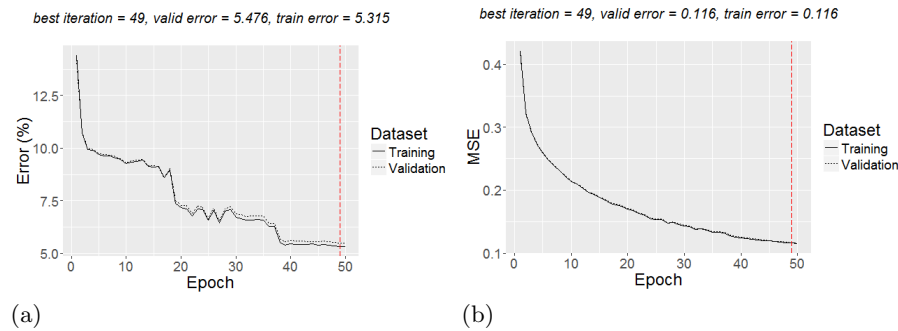 best iteration = 49, valid error = 5.476, train error = 5.315
Error (%)
12.5
10.0
7.5
5.0
0
10
20
30
40
50
Epoch
Dataset
Training
Validation
(a)
best iteration = 49, valid error = 0.116, train error = 0.116
MSE
0.4
0.3
0.2
0.1
0
10
20
30
40
50
Epoch
Dataset
Training
Validation
(b)